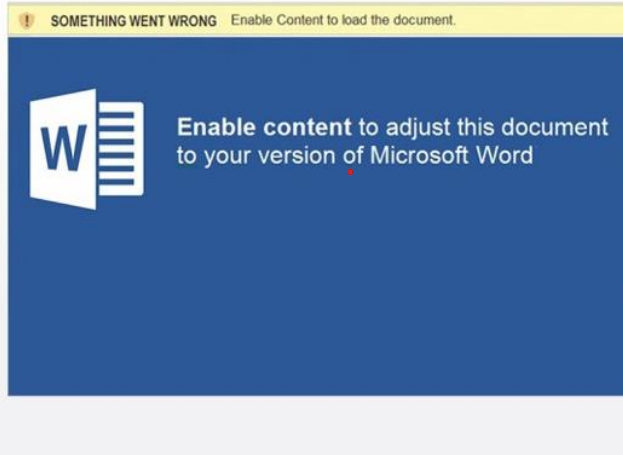 SOMETHING WENT WRONG Enable Content to load the document.
W
Enable content to adjust this document
to your version of Microsoft Word